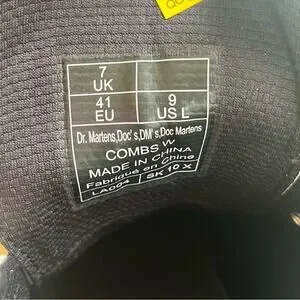 7
UK
41
EU
9
US L
Dr. Martens,Doc's,DM's,Doc Martens
COMBS W
MADE IN CHINA
Fabriqué en Chine
LA004
SK 10 X